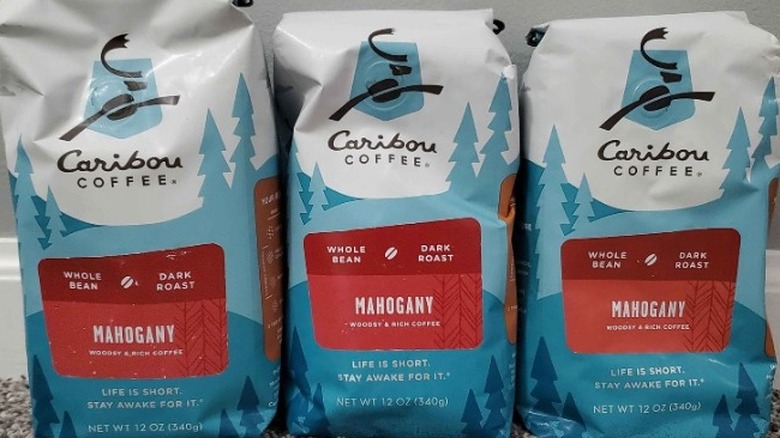 Caribou
COFFEE®
WHOLE BEAN
DARK ROAST
MAHOGANY
WOODSY & RICH COFFEE
LIFE IS SHORT.
STAY AWAKE FOR IT.®
NET WT 12 OZ (340g)
Caribou
COFFEE®
WHOLE BEAN
DARK ROAST
MAHOGANY
WOODSY & RICH COFFEE
LIFE IS SHORT.
STAY AWAKE FOR IT.®
NET WT 12 OZ (340g)
Caribou
COFFEE®
WHOLE BEAN
DARK ROAST
MAHOGANY
WOODSY & RICH COFFEE
LIFE IS SHORT.
STAY AWAKE FOR IT.®
NET WT 12 OZ (340g)